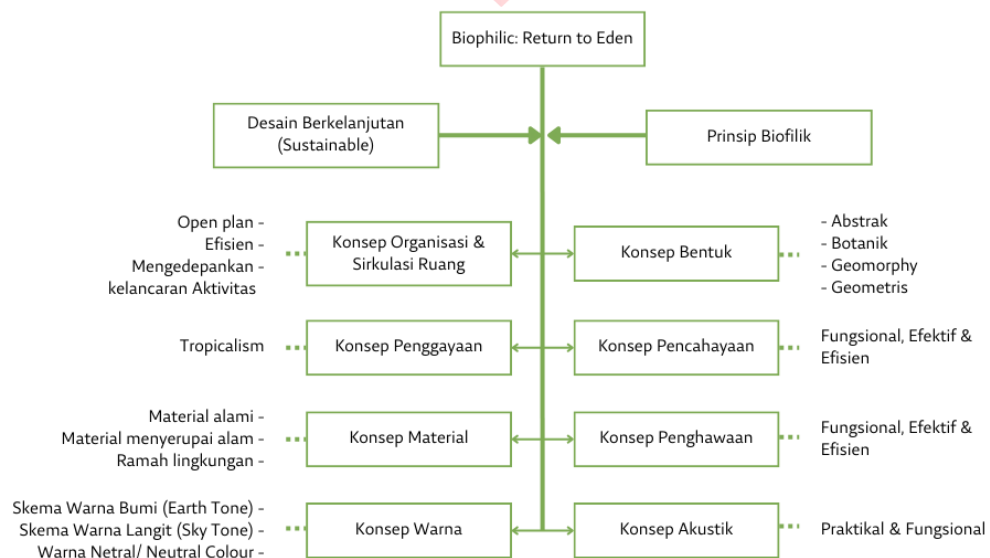 Biophilic: Return to Eden
Desain Berkelanjutan
(Sustainable)
Prinsip Biofilik
Open plan -
Efisien -
Mengedepankan -
kelancaran Aktivitas
Konsep Organisasi &
Sirkulasi Ruang
Konsep Bentuk
- Abstrak
- Botanik
- Geomorphy
- Geometris
Tropicalism
Konsep Penggayaan
Konsep Pencahayaan
Fungsional, Efektif &
Efisien
Material alami -
Material menyerupai alam -
Ramah lingkungan -
Konsep Material
Konsep Penghawaan
Fungsional, Efektif &
Efisien
Skema Warna Bumi (Earth Tone) -
Skema Warna Langit (Sky Tone) -
Warna Netral/ Neutral Colour -
Konsep Warna
Konsep Akustik
Praktikal & Fungsional